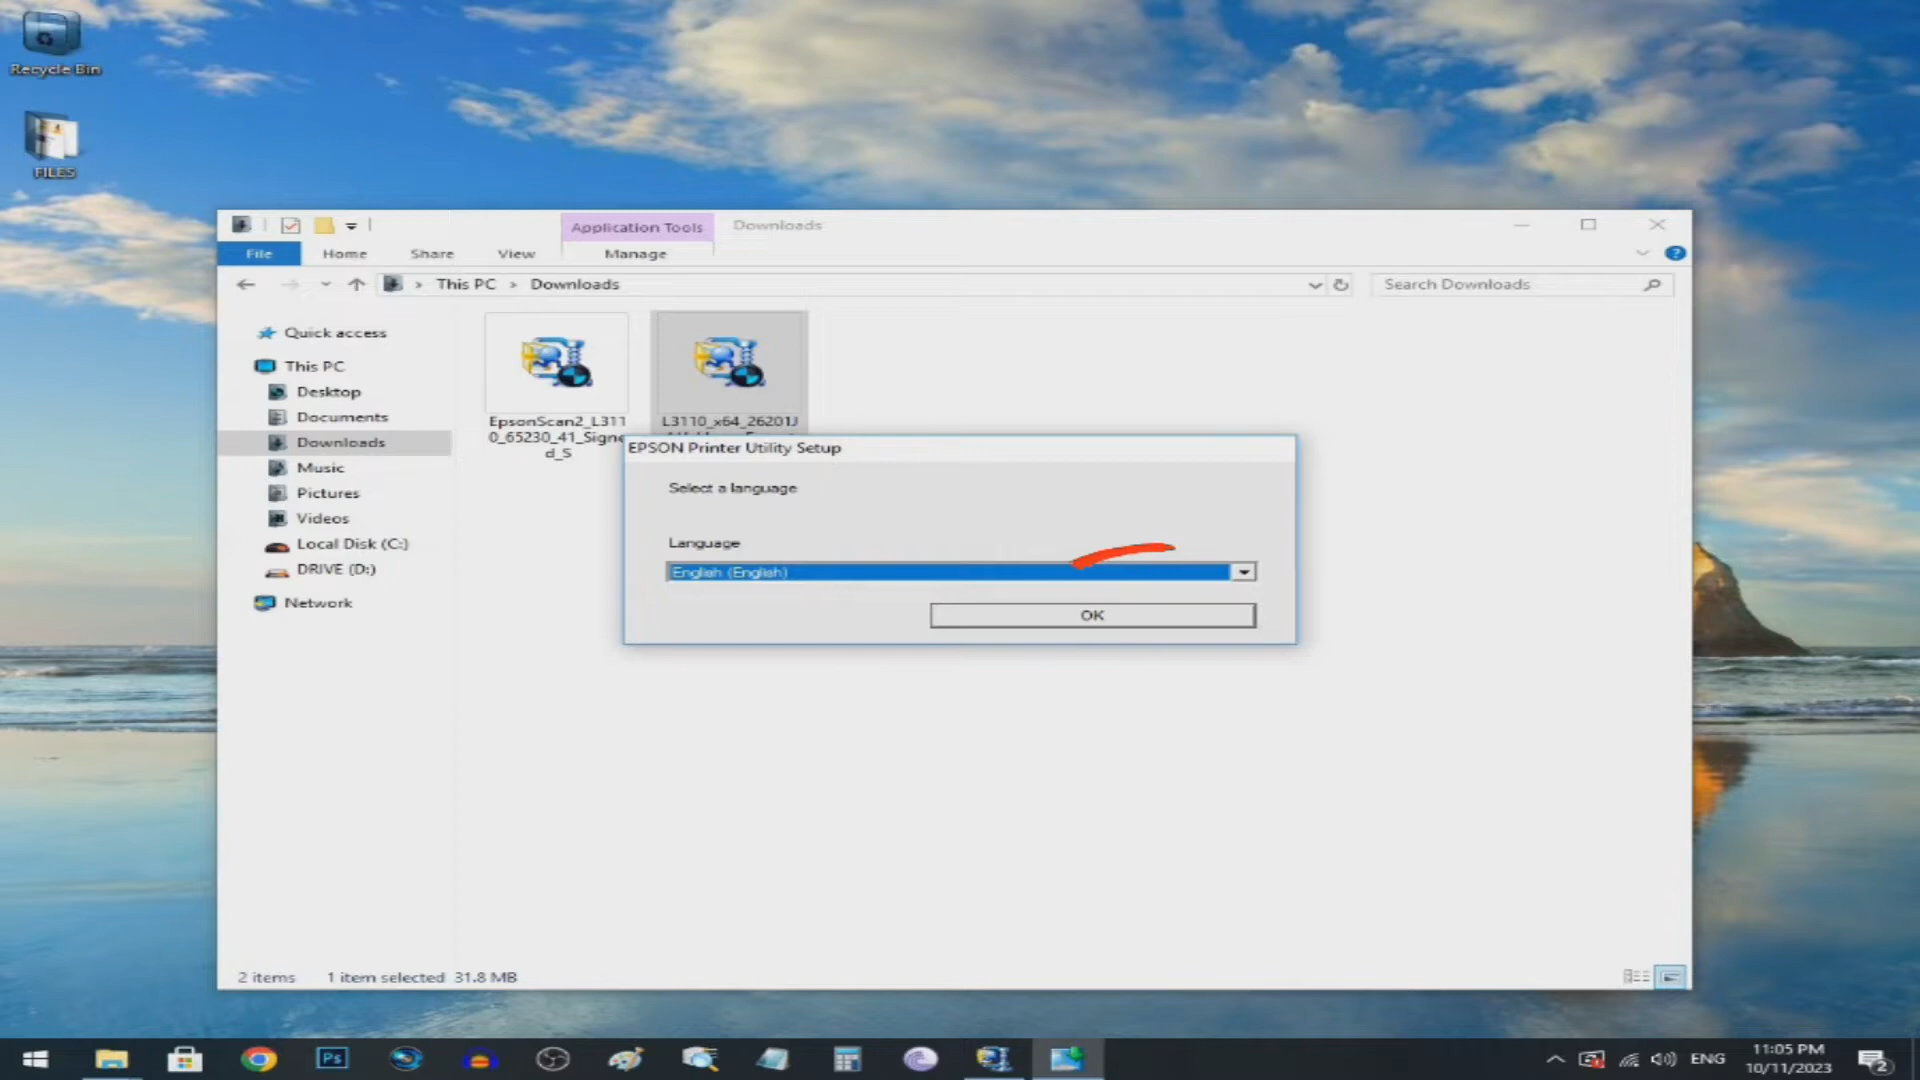 Recycle Bin
FILES
Application Tools
Downloads
File
Home
Share
View
Manage
This PC
Downloads
Search Downloads
Quick access
This PC
Desktop
Documents
Downloads
Music
Pictures
Videos
Local Disk (C:)
DRIVE (D:)
Network
EpsonScan2_L311
0_65230_41_Signe
d_S
L3110_x64_26201J
EPSON Printer Utility Setup
Select a language
Language
English (English)
OK
2 items
1 item selected 31.8 MB
Ps
ENG
11:05 PM
10/11/2023
2